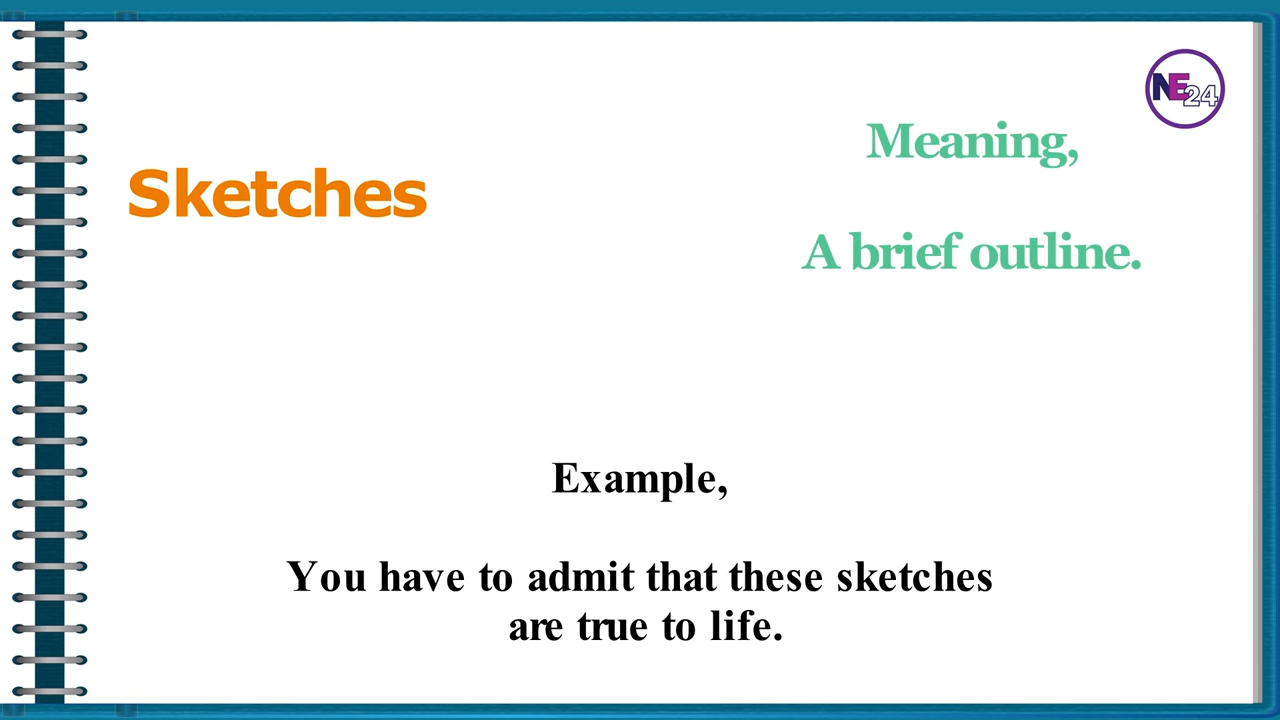 NE24
Sketches
Meaning,
A brief outline.
Example,
You have to admit that these sketches
are true to life.